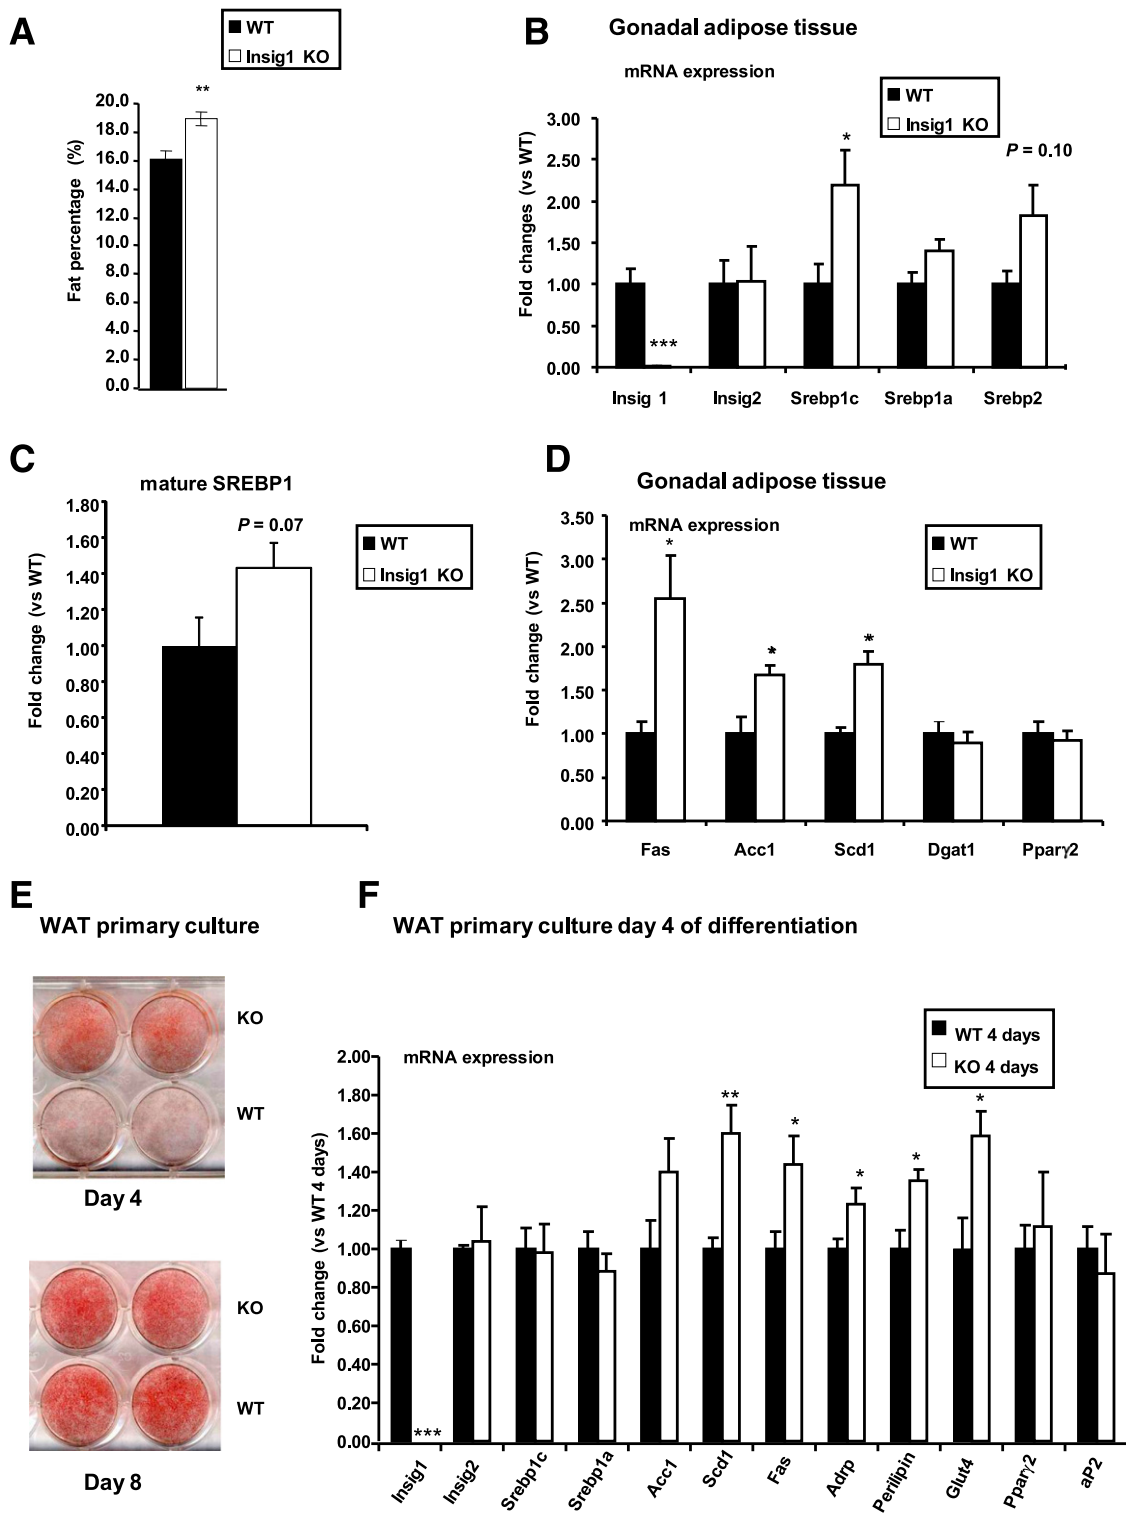 A
WT
Insig1 KO
**
Fat percentage (%)
20.0
18.0
16.0
14.0
12.0
10.0
8.0
6.0
4.0
2.0
0.0
B
Gonadal adipose tissue
mRNA expression
WT
Insig1 KO
Fold changes (vs WT)
3.00
2.50
2.00
1.50
1.00
0.50
0.00
***
*
P = 0.10
Insig 1
Insig2
Srebp1c
Srebp1a
Srebp2
C
mature SREBP1
P = 0.07
WT
Insig1 KO
Fold change (vs WT)
1.80
1.60
1.40
1.20
1.00
0.80
0.60
0.40
0.20
0.00
D
Gonadal adipose tissue
mRNA expression
WT
Insig1 KO
Fold change (vs WT)
3.50
3.00
2.50
2.00
1.50
1.00
0.50
0.00
*
*
*
Fas
Acc1
Scd1
Dgat1
Pparγ2
E
WAT primary culture
KO
WT
Day 4
KO
WT
Day 8
F
WAT primary culture day 4 of differentiation
mRNA expression
WT 4 days
KO 4 days
Fold change (vs WT 4 days)
2.00
1.80
1.60
1.40
1.20
1.00
0.80
0.60
0.40
0.20
0.00
***
**
*
*
*
*
Insig1
Insig2
Srebp1c
Srebp1a
Acc1
Scd1
Fas
Adrp
Perilipin
Glut4
Pparγ2
aP2